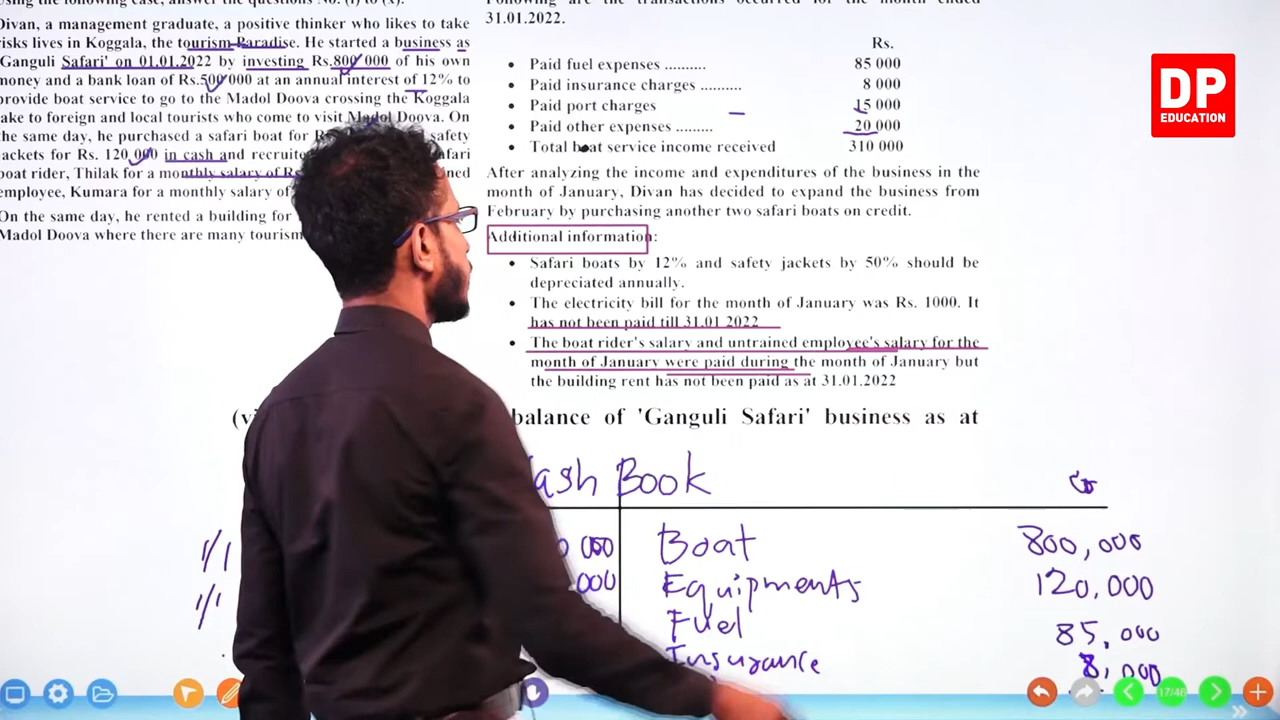 Divan, a management graduate, a positive thinker who likes to take
risks lives in Koggala, the tourism Paradise. He started a business as
'Ganguli Safari' on 01.01.2022 by investing Rs.800 000 of his own
money and a bank loan of Rs.500 000 at an annual interest of 12% to
provide boat service to go to the Madol Doova crossing the Koggala
lake to foreign and local tourists who come to visit Madol Doova. On
the same day, he purchased a safari boat for safety
jackets for Rs. 120 000 in cash and
boat rider, Thilak for a monthly salary of
employee, Kumara for a monthly salary of
On the same day, he rented a building for
Madol Doova where there are many
31.01.2022.
Rs.
• Paid fuel expenses .......... 85 000
• Paid insurance charges .......... 8 000
• Paid port charges 15 000
• Paid other expenses ......... 20 000
• Total boat service income received 310 000
After analyzing the income and expenditures of the business in the
month of January, Divan has decided to expand the business from
February by purchasing another two safari boats on credit.
Additional information:
• Safari boats by 12% and safety jackets by 50% should be
depreciated annually.
• The electricity bill for the month of January was Rs. 1000. It
has not been paid till 31.01 2022
• The boat rider's salary and untrained employee's salary for the
month of January were paid during the month of January but
the building rent has not been paid as at 31.01.2022
balance of 'Ganguli Safari' business as at
Book
1/1 Boat 800,000
1/1 Equipments 120,000
Fuel 85,000
Insurance 8,000
DP
EDUCATION
17/46